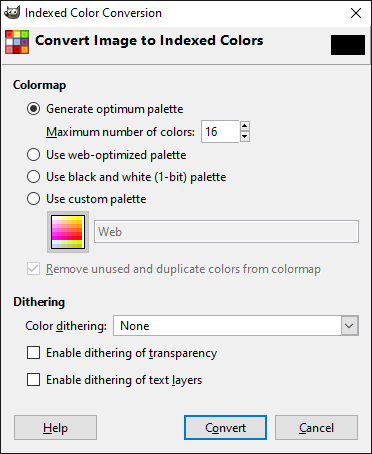 Indexed Color Conversion
Convert Image to Indexed Colors
Colormap
Generate optimum palette
Maximum number of colors: 16
Use web-optimized palette
Use black and white (1-bit) palette
Use custom palette
Web
Remove unused and duplicate colors from colormap
Dithering
Color dithering: None
Enable dithering of transparency
Enable dithering of text layers
Help Convert Cancel